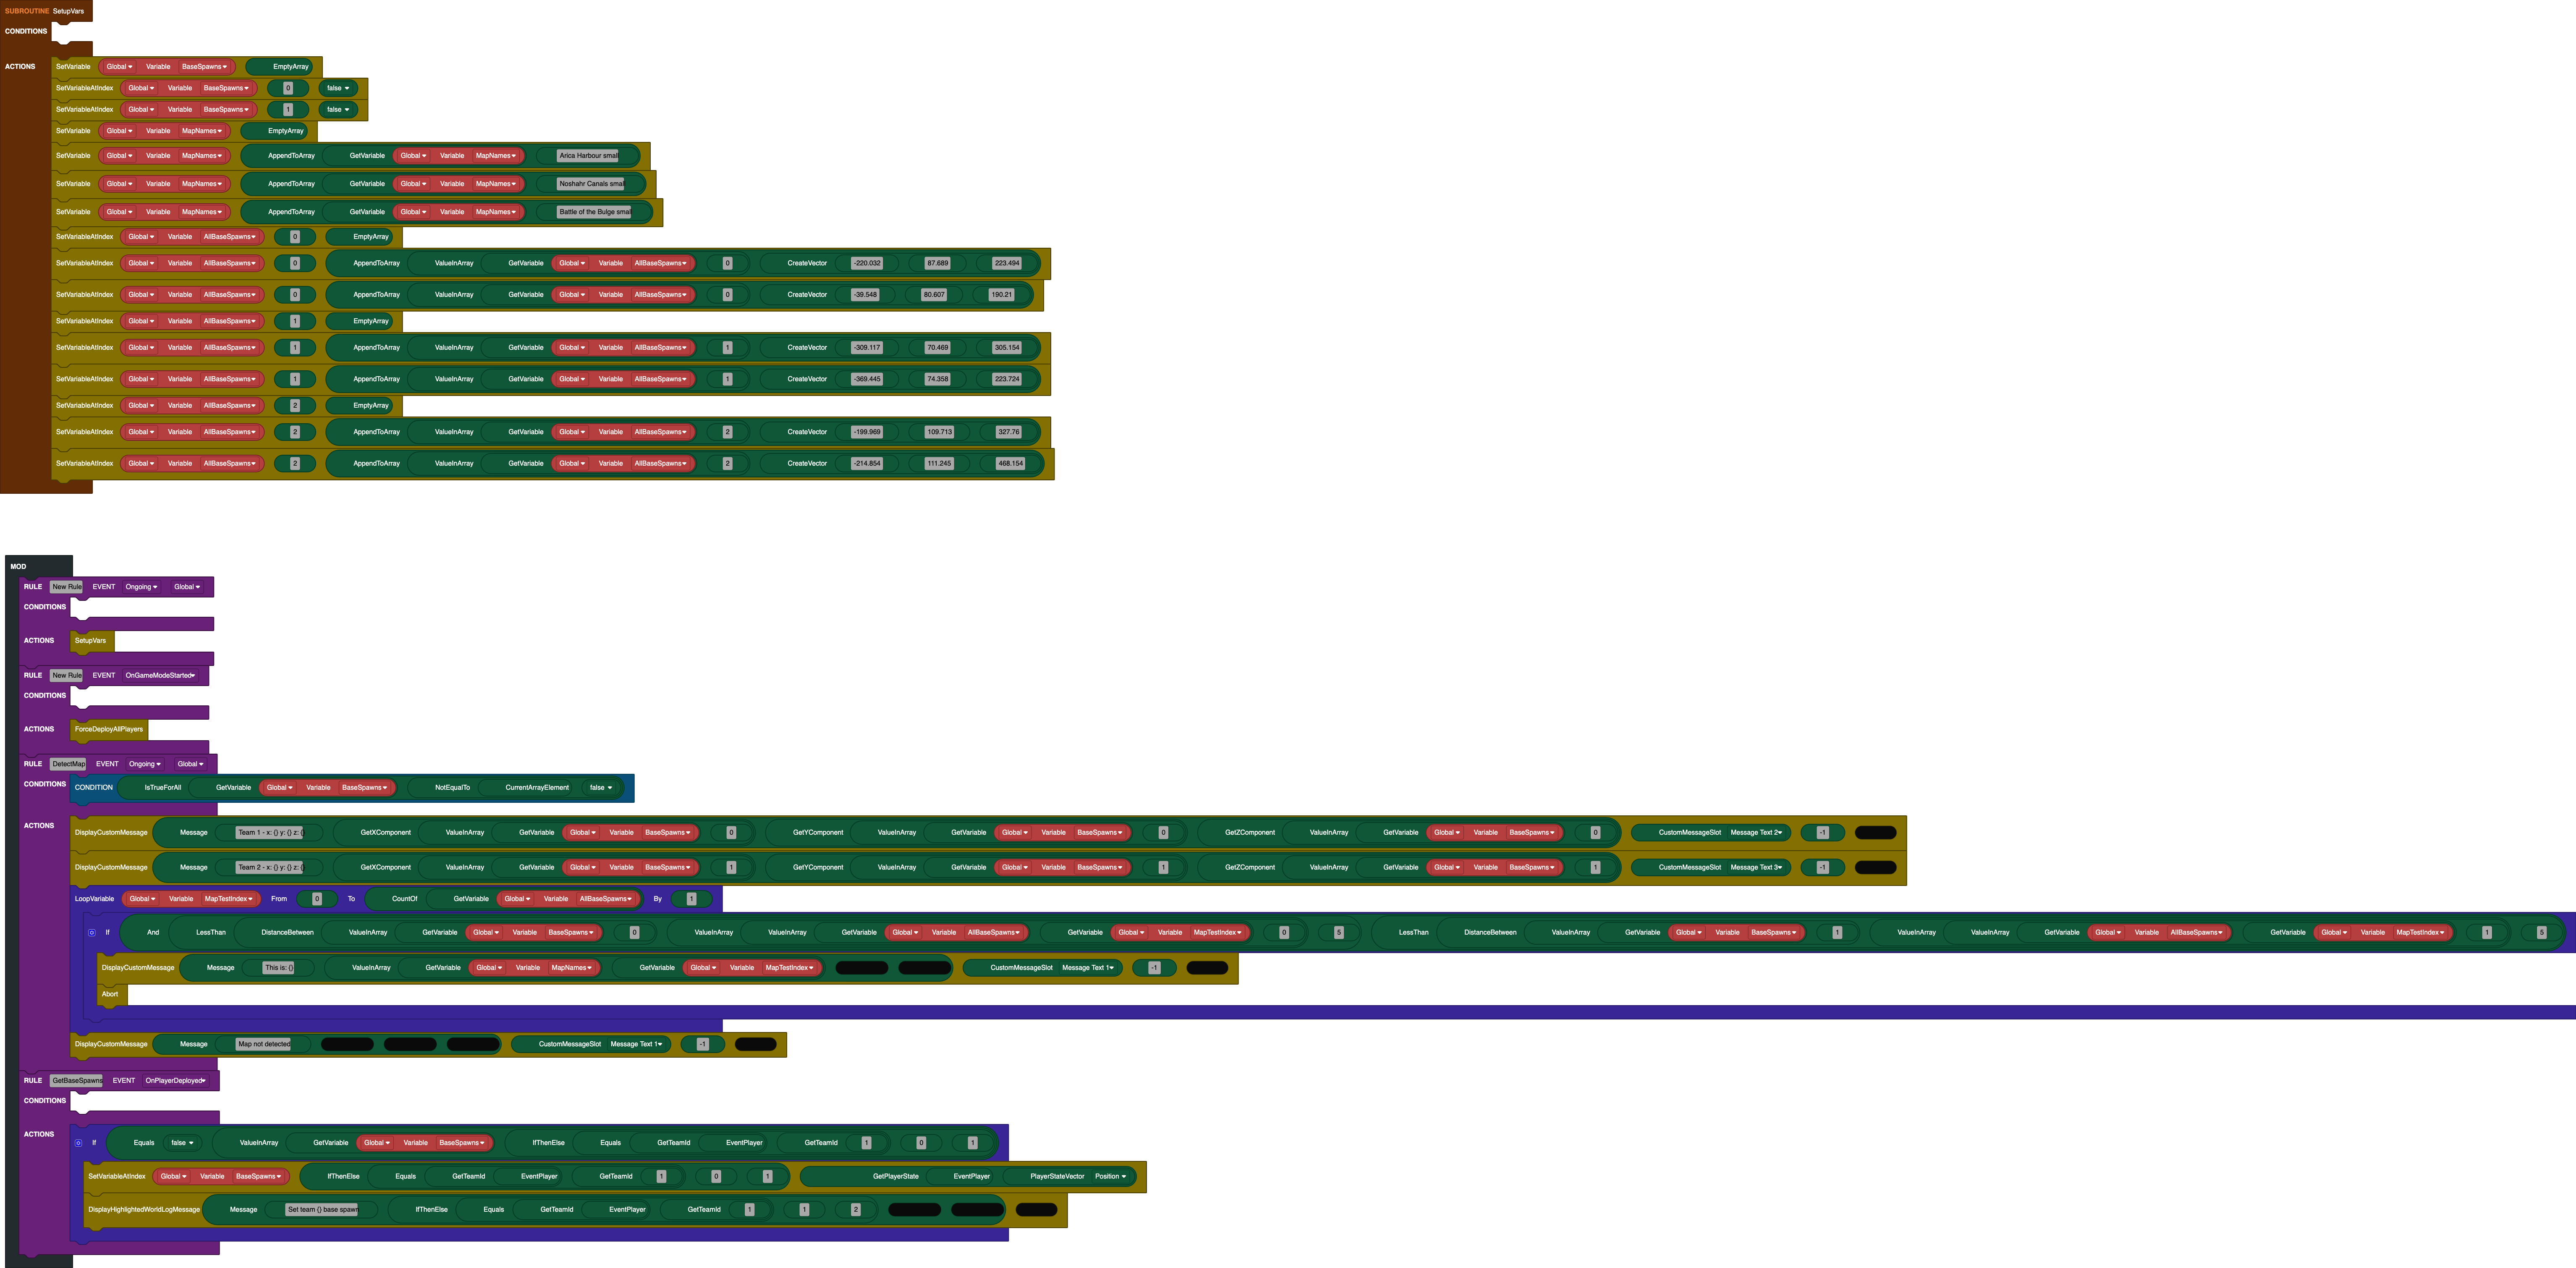 SUBROUTINE SetupVars
CONDITIONS
ACTIONS SetVariable Global Variable BaseSpawns EmptyArray
SetVariableAtIndex Global Variable BaseSpawns 0 false
SetVariableAtIndex Global Variable BaseSpawns 1 false
SetVariable Global Variable MapNames EmptyArray
SetVariable Global Variable MapNames AppendToArray GetVariable Global Variable MapNames Arica Harbour small
SetVariable Global Variable MapNames AppendToArray GetVariable Global Variable MapNames Noshahr Canals smal
SetVariable Global Variable MapNames AppendToArray GetVariable Global Variable MapNames Battle of the Bulge smal
SetVariableAtIndex Global Variable AllBaseSpawns 0 EmptyArray
SetVariableAtIndex Global Variable AllBaseSpawns 0 AppendToArray ValueInArray GetVariable Global Variable AllBaseSpawns 0 CreateVector -220.032 87.689 223.494
SetVariableAtIndex Global Variable AllBaseSpawns 0 AppendToArray ValueInArray GetVariable Global Variable AllBaseSpawns 0 CreateVector -39.548 80.607 190.21
SetVariableAtIndex Global Variable AllBaseSpawns 1 EmptyArray
SetVariableAtIndex Global Variable AllBaseSpawns 1 AppendToArray ValueInArray GetVariable Global Variable AllBaseSpawns 1 CreateVector -309.117 70.469 305.154
SetVariableAtIndex Global Variable AllBaseSpawns 1 AppendToArray ValueInArray GetVariable Global Variable AllBaseSpawns 1 CreateVector -369.445 74.358 223.724
SetVariableAtIndex Global Variable AllBaseSpawns 2 EmptyArray
SetVariableAtIndex Global Variable AllBaseSpawns 2 AppendToArray ValueInArray GetVariable Global Variable AllBaseSpawns 2 CreateVector -199.969 109.713 327.76
SetVariableAtIndex Global Variable AllBaseSpawns 2 AppendToArray ValueInArray GetVariable Global Variable AllBaseSpawns 2 CreateVector -214.854 111.245 468.154
MOD
RULE New Rule EVENT Ongoing Global
CONDITIONS
ACTIONS SetupVars
RULE New Rule EVENT OnGameModeStarted
CONDITIONS
ACTIONS ForceDeployAllPlayers
RULE DetectMap EVENT Ongoing Global
CONDITIONS CONDITION IsTrueForAll GetVariable Global Variable BaseSpawns NotEqualTo CurrentArrayElement false
ACTIONS DisplayCustomMessage Message Team 1 - x: {} y: {} z: {} GetXComponent ValueInArray GetVariable Global Variable BaseSpawns 0 GetYComponent ValueInArray GetVariable Global Variable BaseSpawns 0 GetZComponent ValueInArray GetVariable Global Variable BaseSpawns 0 CustomMessageSlot Message Text 2 -1
DisplayCustomMessage Message Team 2 - x: {} y: {} z: {} GetXComponent ValueInArray GetVariable Global Variable BaseSpawns 1 GetYComponent ValueInArray GetVariable Global Variable BaseSpawns 1 GetZComponent ValueInArray GetVariable Global Variable BaseSpawns 1 CustomMessageSlot Message Text 3 -1
LoopVariable Global Variable MapTestIndex From 0 To CountOf GetVariable Global Variable AllBaseSpawns By 1
If And LessThan DistanceBetween ValueInArray GetVariable Global Variable BaseSpawns 0 ValueInArray ValueInArray GetVariable Global Variable AllBaseSpawns GetVariable Global Variable MapTestIndex 0 5 LessThan DistanceBetween ValueInArray GetVariable Global Variable BaseSpawns 1 ValueInArray ValueInArray GetVariable Global Variable AllBaseSpawns GetVariable Global Variable MapTestIndex 1 5
DisplayCustomMessage Message This is: {} ValueInArray GetVariable Global Variable MapNames GetVariable Global Variable MapTestIndex CustomMessageSlot Message Text 1 -1
Abort
DisplayCustomMessage Message Map not detected CustomMessageSlot Message Text 1 -1
RULE GetBaseSpawns EVENT OnPlayerDeployed
CONDITIONS
ACTIONS If Equals false ValueInArray GetVariable Global Variable BaseSpawns IfThenElse Equals GetTeamId EventPlayer GetTeamId 1 0 1
SetVariableAtIndex Global Variable BaseSpawns IfThenElse Equals GetTeamId EventPlayer GetTeamId 1 0 1 GetPlayerState EventPlayer PlayerStateVector Position
DisplayHighlightedWorldLogMessage Message Set team {} base spawn IfThenElse Equals GetTeamId EventPlayer GetTeamId 1 1 2